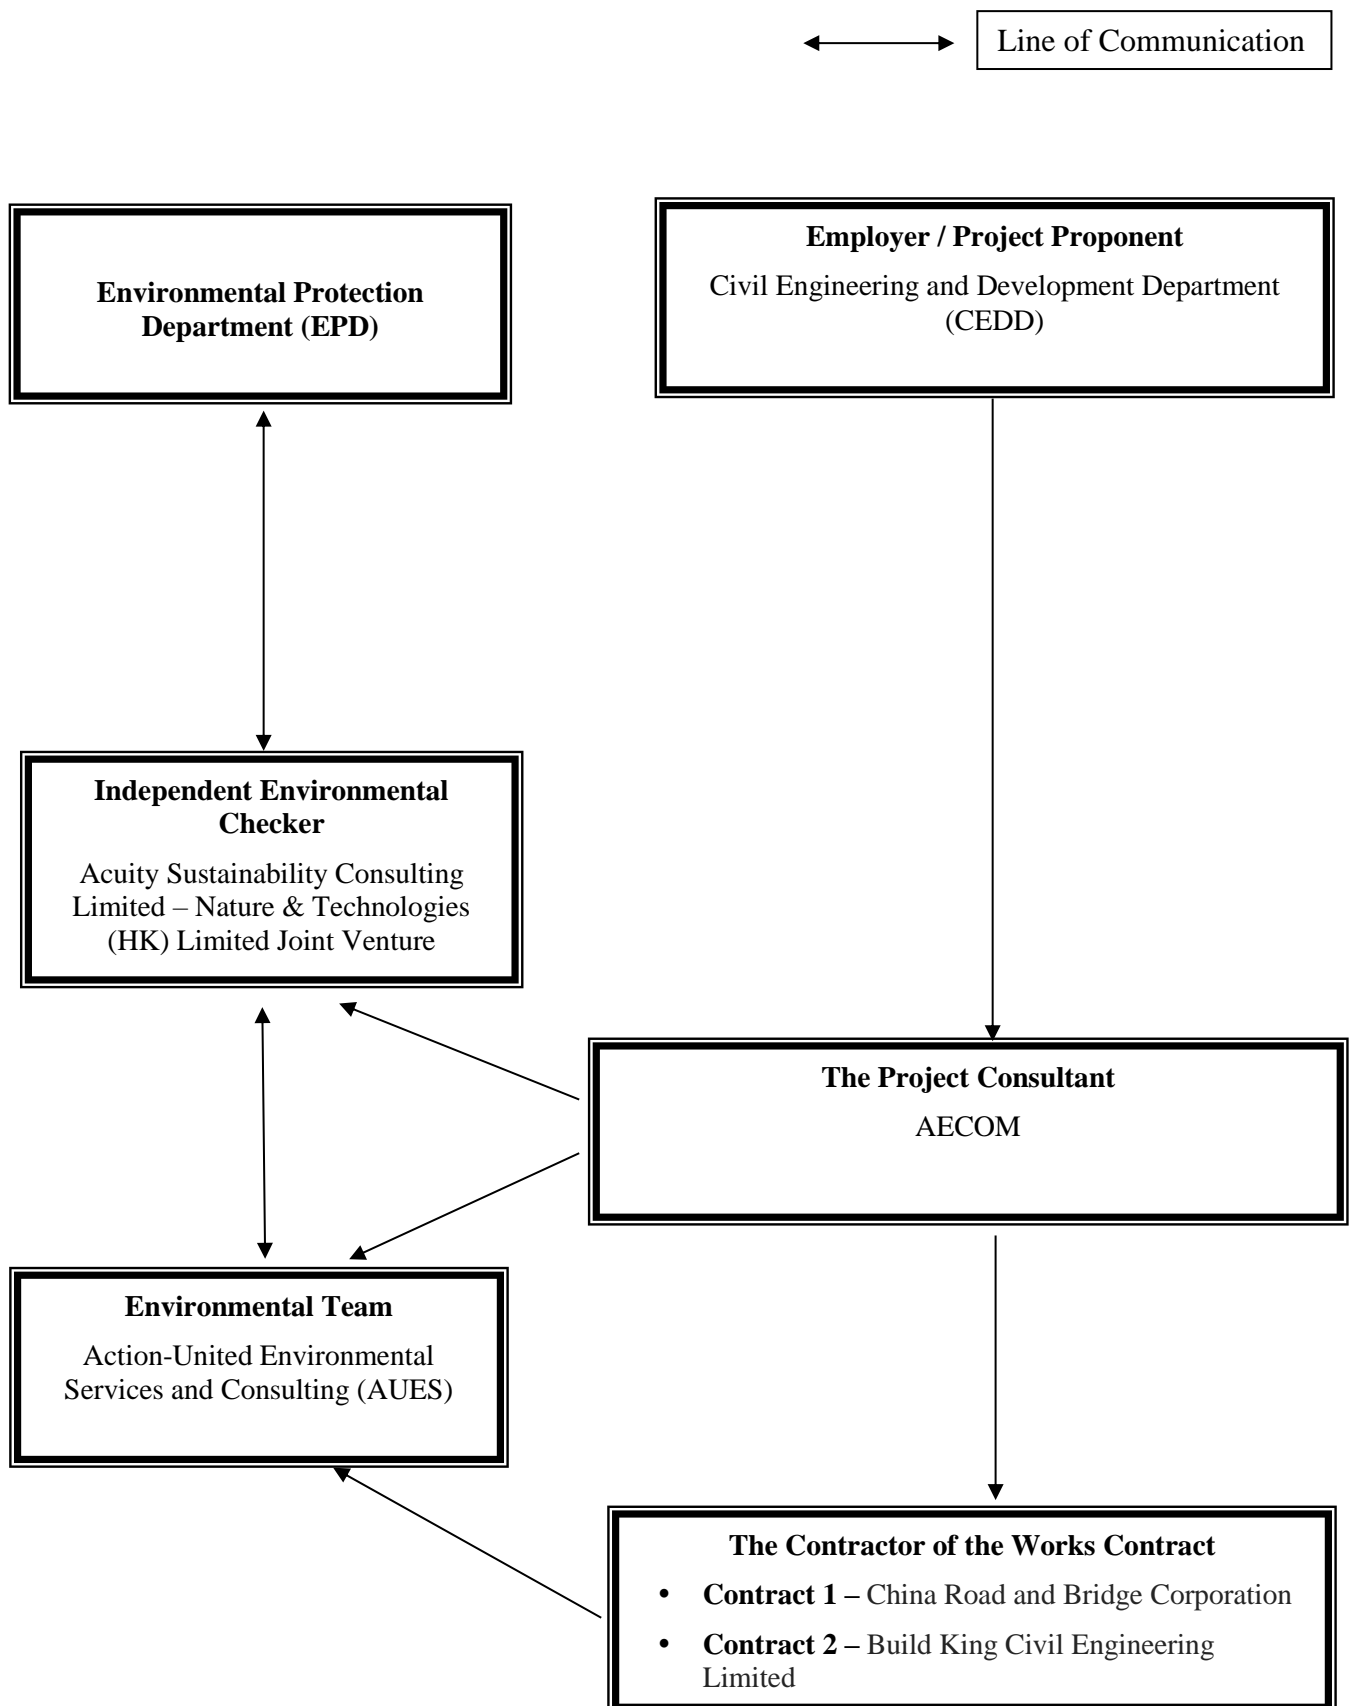 Line of Communication
Environmental Protection
Department (EPD)
Employer / Project Proponent
Civil Engineering and Development Department
(CEDD)
Independent Environmental
Checker
Acuity Sustainability Consulting
Limited – Nature & Technologies
(HK) Limited Joint Venture
The Project Consultant
AECOM
Environmental Team
Action-United Environmental
Services and Consulting (AUES)
The Contractor of the Works Contract
• Contract 1 – China Road and Bridge Corporation
• Contract 2 – Build King Civil Engineering
Limited